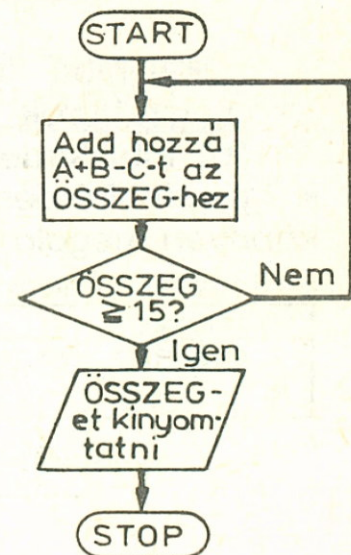 START
Add hozzá
A+B-C-t az
ÖSSZEG-hez
ÖSSZEG
≧ 15?
Nem
Igen
ÖSSZEG-
et kinyom-
tatni
STOP